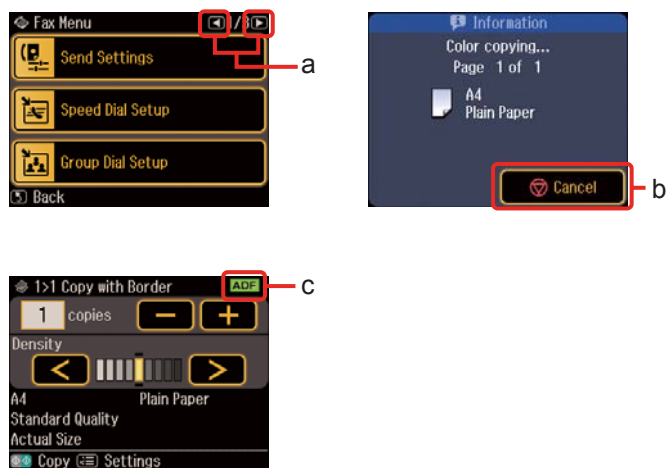 Fax Menu 1/3
Send Settings
a
Speed Dial Setup
Group Dial Setup
Back
Information
Color copying...
Page 1 of 1
A4
Plain Paper
Cancel
b
1>1 Copy with Border ADF
c
1 copies
Density
A4 Plain Paper
Standard Quality
Actual Size
Copy Settings